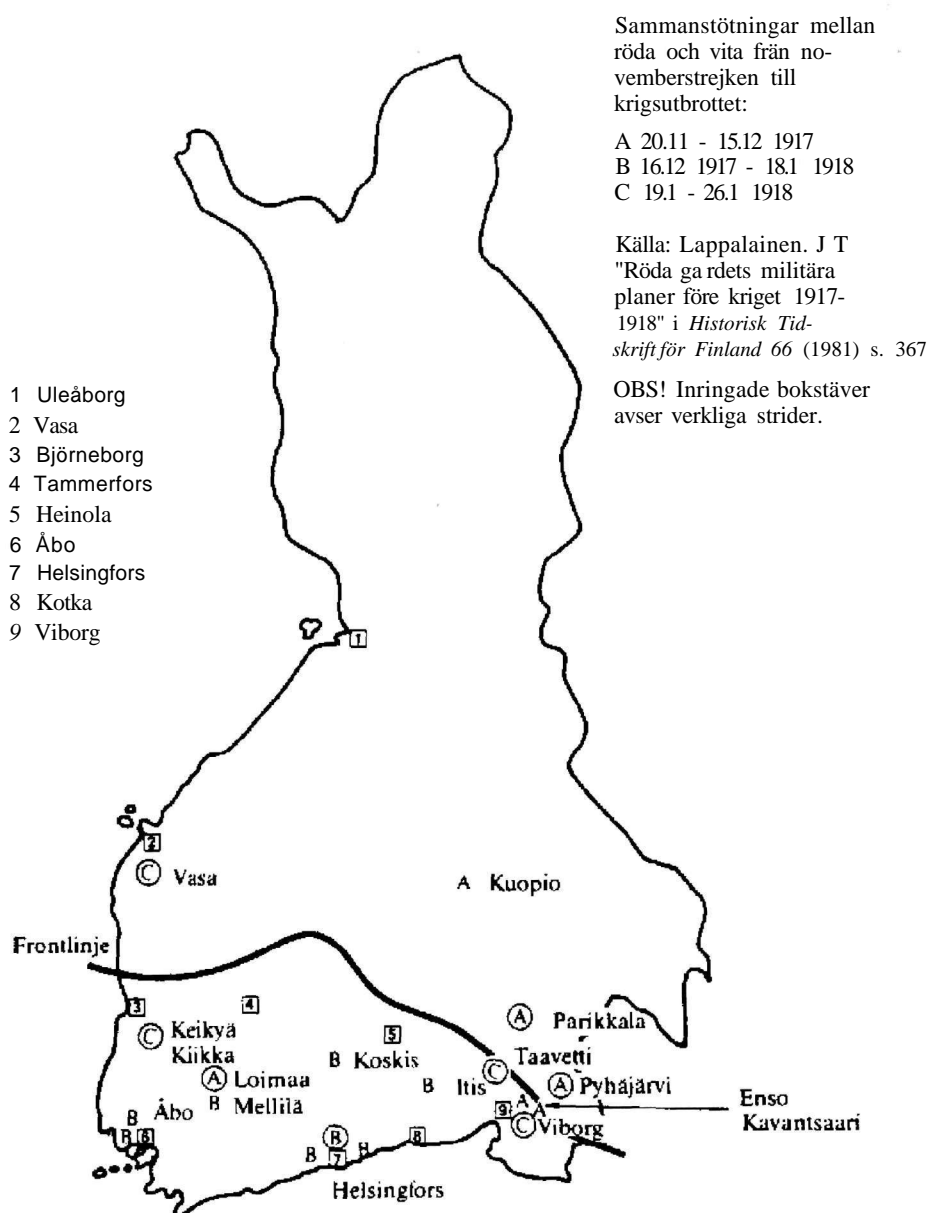 Sammanstötningar mellan
röda och vita från no-
vemberstrejken till
krigsutbrottet:
A 20.11 - 15.12 1917
B 16.12 1917 - 18.1 1918
C 19.1 - 26.1 1918
Källa: Lappalainen. J T
"Röda ga rdets militära
planer före kriget 1917-
1918" i Historisk Tid-
skrift för Finland 66 (1981) s. 367
OBS! Inringade bokstäver
avser verkliga strider.
1 Uleåborg
2 Vasa
3 Björneborg
4 Tammerfors
5 Heinola
6 Åbo
7 Helsingfors
8 Kotka
9 Viborg
1
2
C Vasa
A Kuopio
Frontlinje
3
4
C Keikyä
Kiikka
5
A Parikkala
B Koskis
Taavetti
C
A Loimaa
B Itis
A Pyhäjärvi
B Mellilä
A
A
Enso
Kavantsaari
9
C Viborg
B Åbo
B
6
B
B
7
B
8
Helsingfors